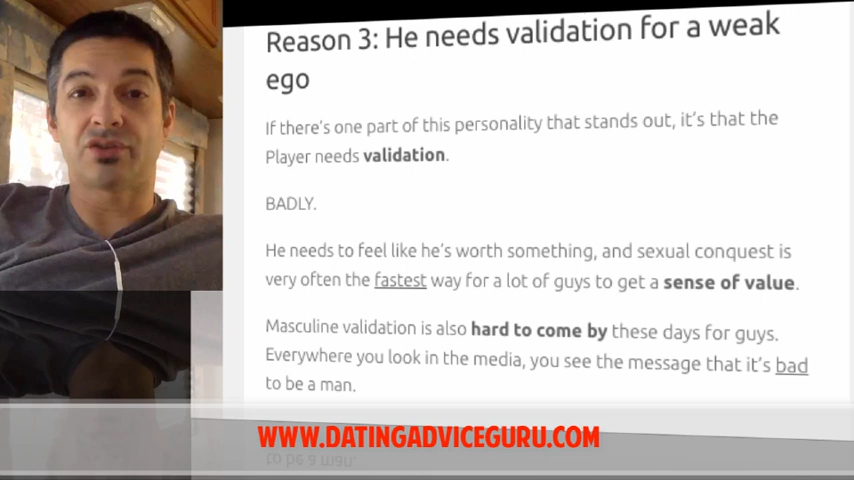 Reason 3: He needs validation for a weak
ego
If there's one part of this personality that stands out, it's that the
Player needs validation.
BADLY.
He needs to feel like he's worth something, and sexual conquest is
very often the fastest way for a lot of guys to get a sense of value.
Masculine validation is also hard to come by these days for guys.
Everywhere you look in the media, you see the message that it's bad
to be a man.
WWW.DATINGADVICEGURU.COM
to be a man.